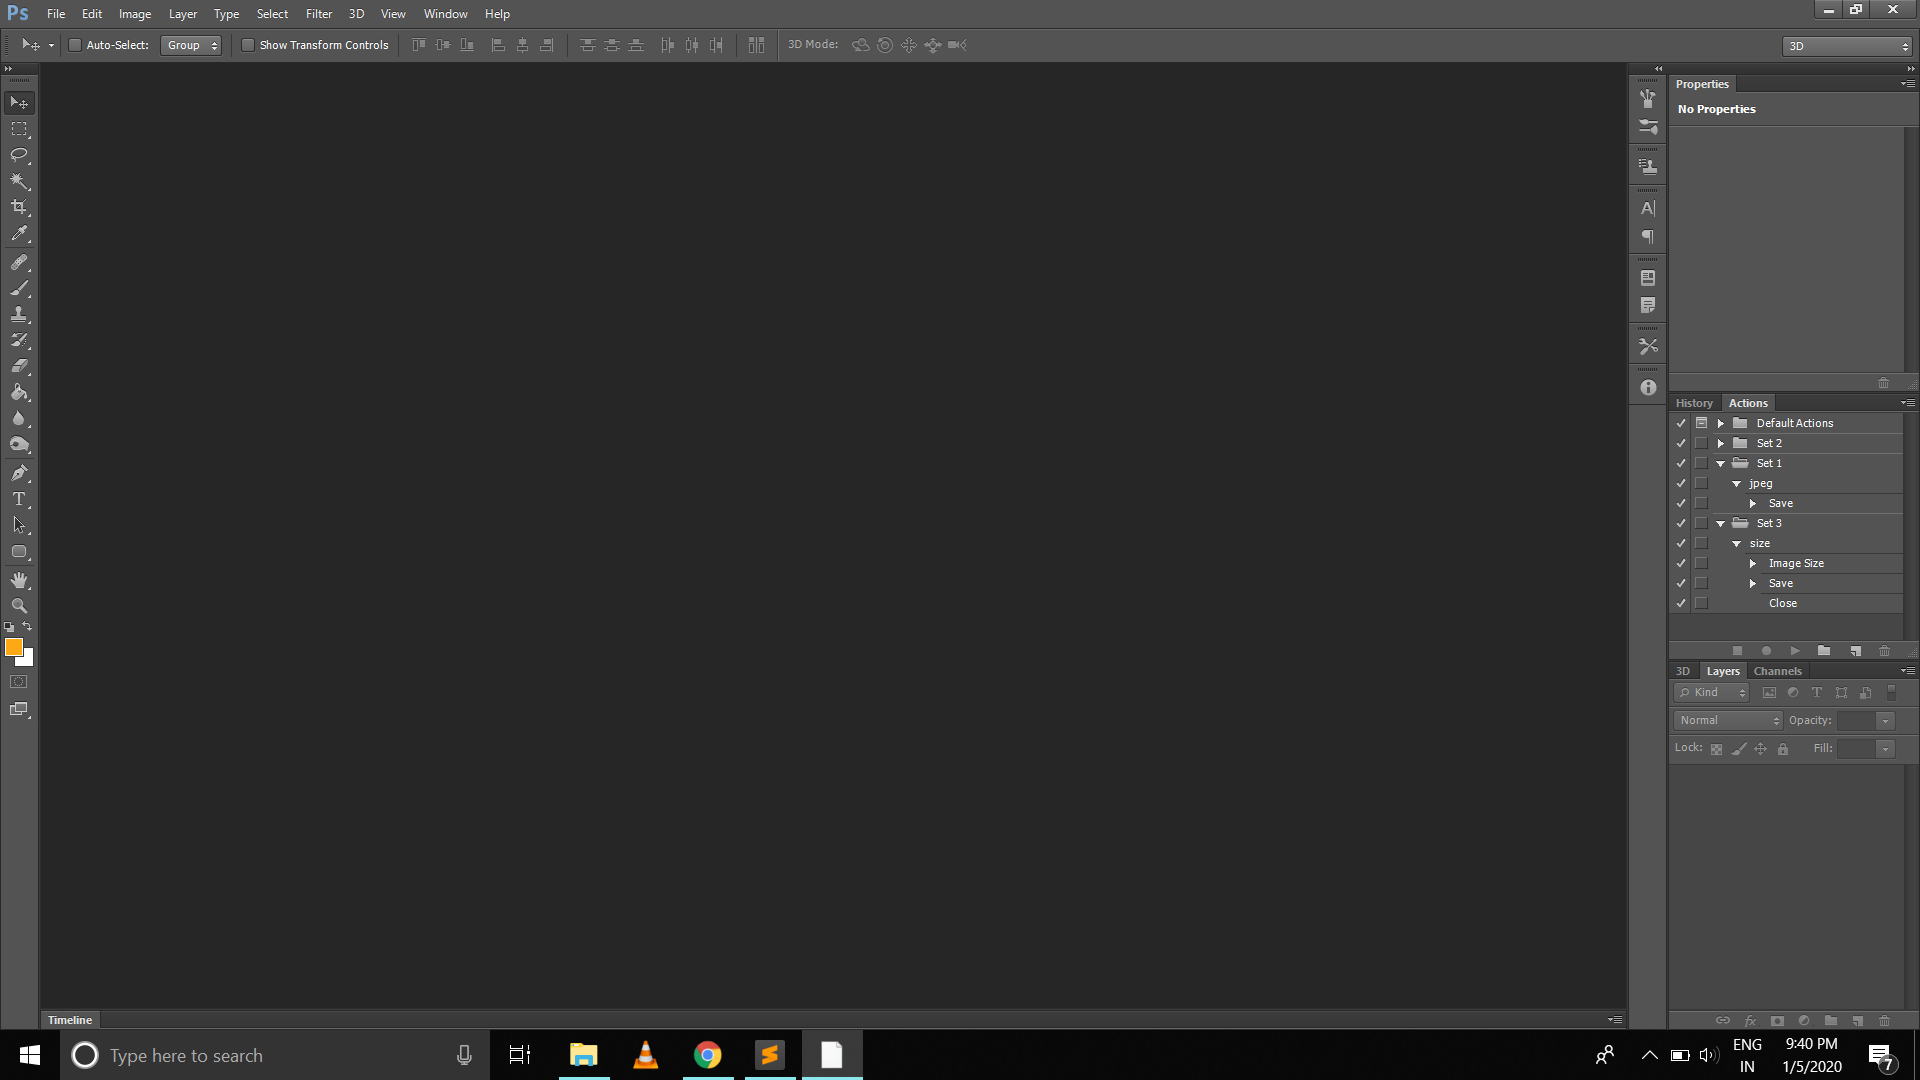 Ps File Edit Image Layer Type Select Filter 3D View Window Help
Auto-Select: Group Show Transform Controls 3D Mode: 3D
Properties
No Properties
History Actions
Default Actions
Set 2
Set 1
jpeg
Save
Set 3
size
Image Size
Save
Close
3D Layers Channels
Kind
Normal Opacity:
Lock: Fill:
Timeline
Type here to search
ENG
IN
9:40 PM
1/5/2020
7